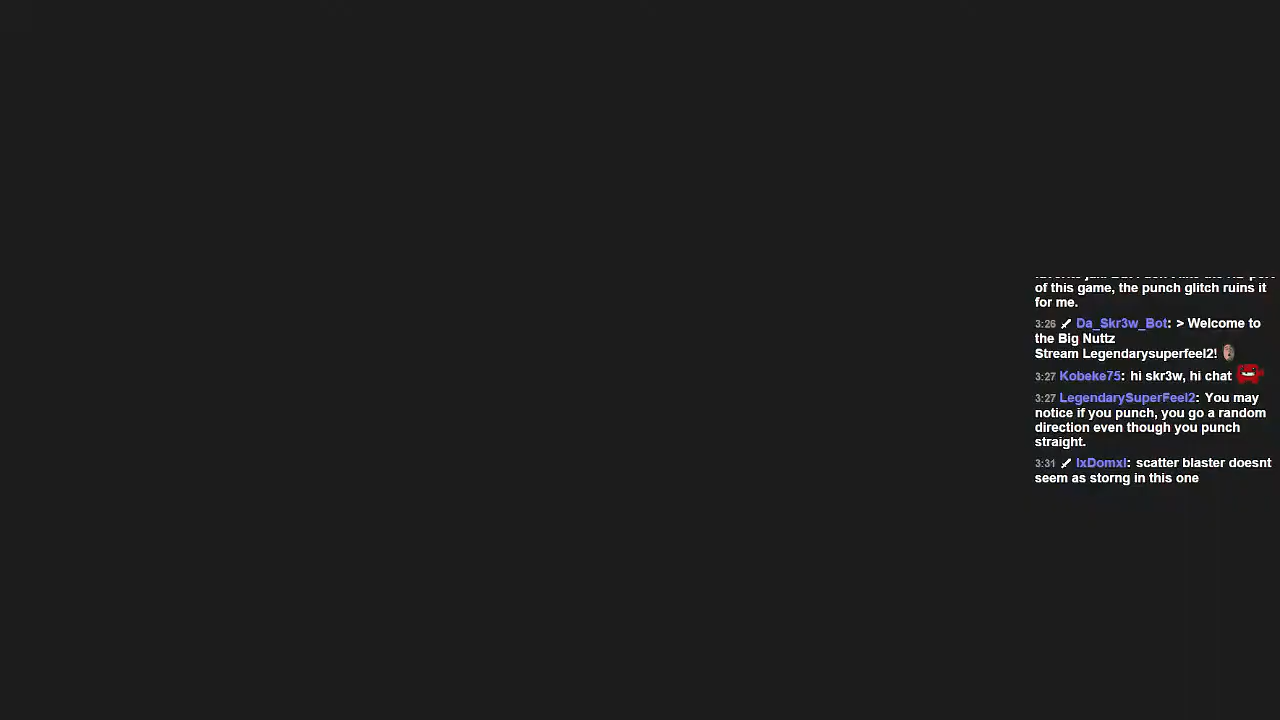 of this game, the punch glitch ruins it
for me.
3:26 Da_Skr3w_Bot: > Welcome to
the Big Nuttz
Stream Legendarysuperfeel2!
3:27 Kobeke75: hi skr3w, hi chat
3:27 LegendarySuperFeel2: You may
notice if you punch, you go a random
direction even though you punch
straight.
3:31 IxDomxI: scatter blaster doesnt
seem as storng in this one